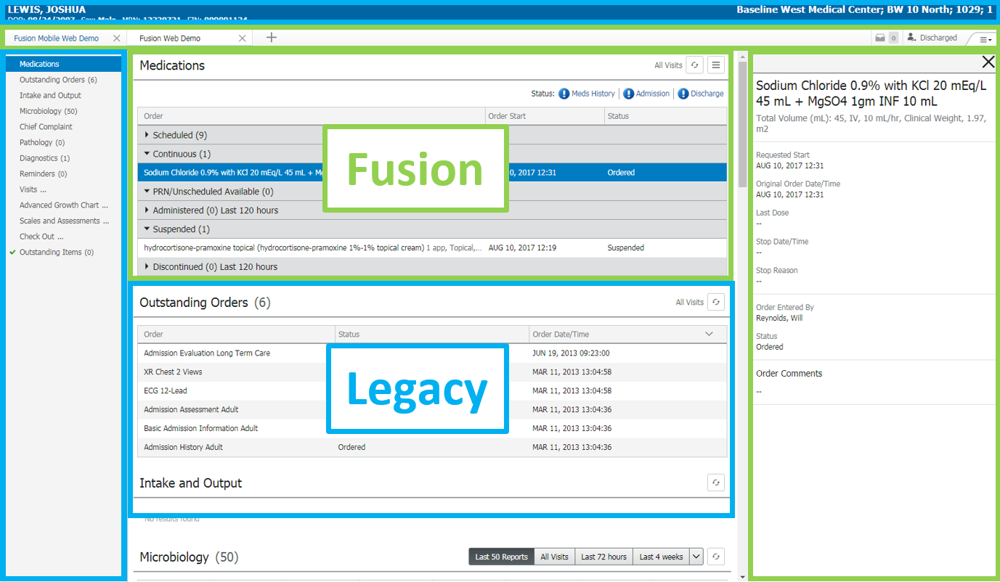 LEWIS, JOSHUA
Baseline West Medical Center; BW 10 North; 1029; 1
Fusion Mobile Web Demo
Fusion Web Demo
0
Discharged
Medications
Outstanding Orders (6)
Intake and Output
Microbiology (50)
Chief Complaint
Pathology (0)
Diagnostics (1)
Reminders (0)
Visits ...
Advanced Growth Chart ...
Scales and Assessments ...
Check Out ...
Outstanding Items (0)
Medications
All Visits
Status: Meds History Admission Discharge
Order Order Start Status
Scheduled (9)
Continuous (1)
Sodium Chloride 0.9% with KCl 20 mEq/L 45 mL + 0, 2017 12:31 Ordered
PRN/Unscheduled Available (0)
Administered (0) Last 120 hours
Suspended (1)
hydrocortisone-pramoxine topical (hydrocortisone-pramoxine 1%-1% topical cream) 1 app, Topical,... AUG 10, 2017 12:19 Suspended
Discontinued (0) Last 120 hours
Fusion
Outstanding Orders (6)
All Visits
Order Status Order Date/Time
Admission Evaluation Long Term Care JUN 19, 2013 09:23:00
XR Chest 2 Views MAR 11, 2013 13:04:58
ECG 12-Lead MAR 11, 2013 13:04:58
Admission Assessment Adult MAR 11, 2013 13:04:36
Basic Admission Information Adult MAR 11, 2013 13:04:36
Admission History Adult Ordered MAR 11, 2013 13:04:36
Legacy
Intake and Output
No results found
Microbiology (50)
Last 50 Reports All Visits Last 72 hours Last 4 weeks
Sodium Chloride 0.9% with KCl 20 mEq/L
45 mL + MgSO4 1gm INF 10 mL
Total Volume (mL): 45, IV, 10 mL/hr, Clinical Weight, 1.97,
m2
Requested Start
AUG 10, 2017 12:31
Original Order Date/Time
AUG 10, 2017 12:31
Last Dose
--
Stop Date/Time
--
Stop Reason
--
Order Entered By
Reynolds, Will
Status
Ordered
Order Comments
--